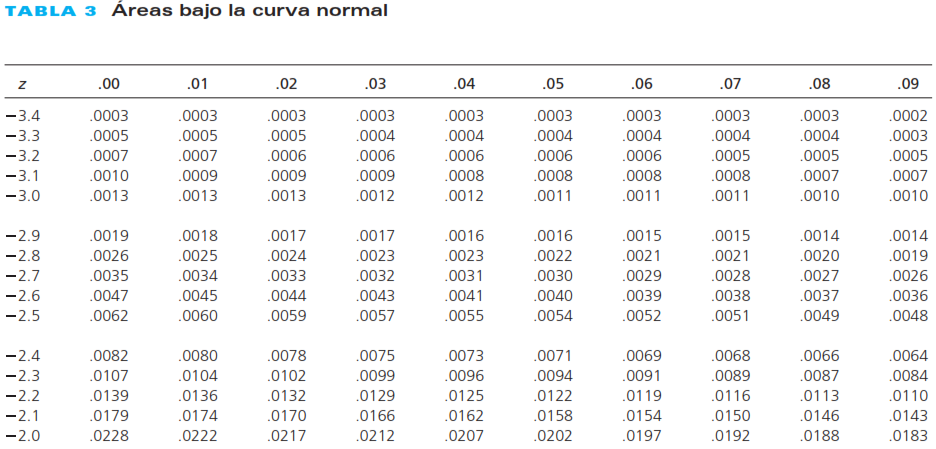 TABLA 3 Áreas bajo la curva normal
z .00 .01 .02 .03 .04 .05 .06 .07 .08 .09
−3.4 .0003 .0003 .0003 .0003 .0003 .0003 .0003 .0003 .0003 .0002
−3.3 .0005 .0005 .0005 .0004 .0004 .0004 .0004 .0004 .0004 .0003
−3.2 .0007 .0007 .0006 .0006 .0006 .0006 .0006 .0005 .0005 .0005
−3.1 .0010 .0009 .0009 .0009 .0008 .0008 .0008 .0008 .0007 .0007
−3.0 .0013 .0013 .0013 .0012 .0012 .0011 .0011 .0011 .0010 .0010
−2.9 .0019 .0018 .0017 .0017 .0016 .0016 .0015 .0015 .0014 .0014
−2.8 .0026 .0025 .0024 .0023 .0023 .0022 .0021 .0021 .0020 .0019
−2.7 .0035 .0034 .0033 .0032 .0031 .0030 .0029 .0028 .0027 .0026
−2.6 .0047 .0045 .0044 .0043 .0041 .0040 .0039 .0038 .0037 .0036
−2.5 .0062 .0060 .0059 .0057 .0055 .0054 .0052 .0051 .0049 .0048
−2.4 .0082 .0080 .0078 .0075 .0073 .0071 .0069 .0068 .0066 .0064
−2.3 .0107 .0104 .0102 .0099 .0096 .0094 .0091 .0089 .0087 .0084
−2.2 .0139 .0136 .0132 .0129 .0125 .0122 .0119 .0116 .0113 .0110
−2.1 .0179 .0174 .0170 .0166 .0162 .0158 .0154 .0150 .0146 .0143
−2.0 .0228 .0222 .0217 .0212 .0207 .0202 .0197 .0192 .0188 .0183